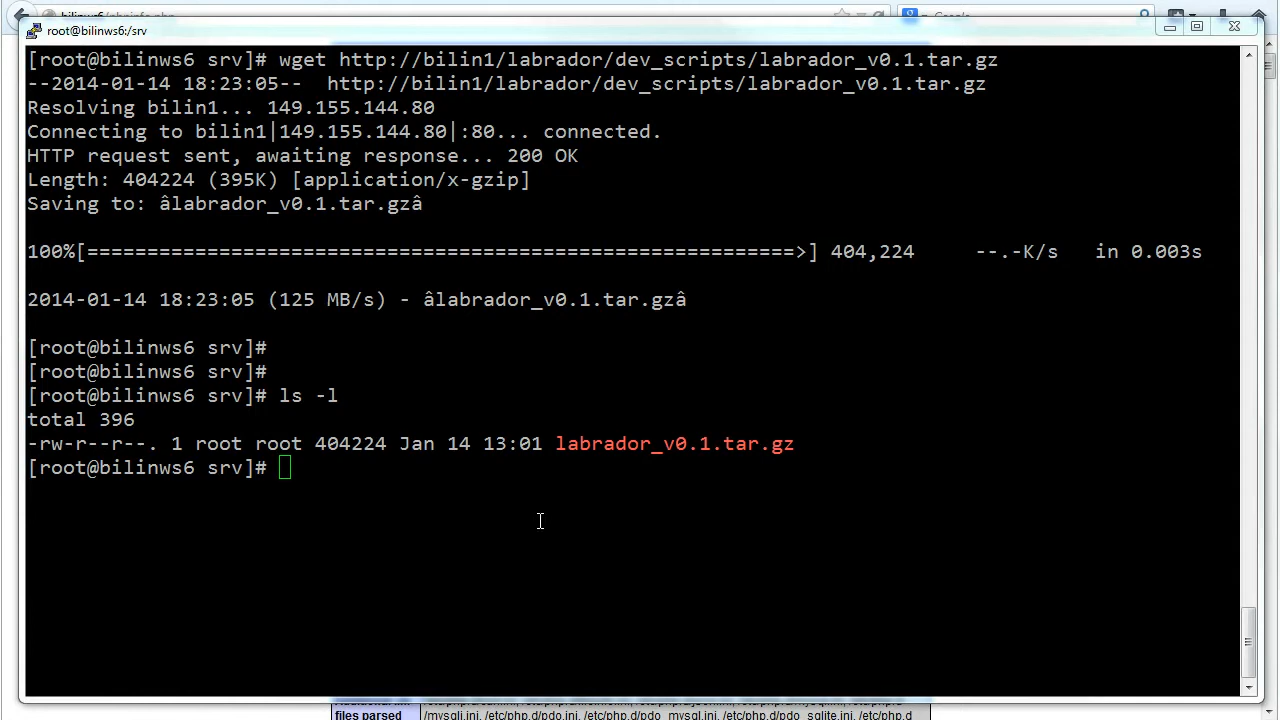 bilinws6/phpinfo.php
Google
root@bilinws6:/srv
[root@bilinws6 srv]# wget http://bilin1/labrador/dev_scripts/labrador_v0.1.tar.gz
--2014-01-14 18:23:05--  http://bilin1/labrador/dev_scripts/labrador_v0.1.tar.gz
Resolving bilin1... 149.155.144.80
Connecting to bilin1|149.155.144.80|:80... connected.
HTTP request sent, awaiting response... 200 OK
Length: 404224 (395K) [application/x-gzip]
Saving to: âlabrador_v0.1.tar.gzâ
100%[===========================================================>] 404,224     --.-K/s   in 0.003s
2014-01-14 18:23:05 (125 MB/s) - âlabrador_v0.1.tar.gzâ
[root@bilinws6 srv]#
[root@bilinws6 srv]#
[root@bilinws6 srv]# ls -l
total 396
-rw-r--r--. 1 root root 404224 Jan 14 13:01 labrador_v0.1.tar.gz
[root@bilinws6 srv]#
files parsed
/mysqli.ini, /etc/php.d/pdo.ini, /etc/php.d/pdo_mysql.ini, /etc/php.d/pdo_sqlite.ini, /etc/php.d